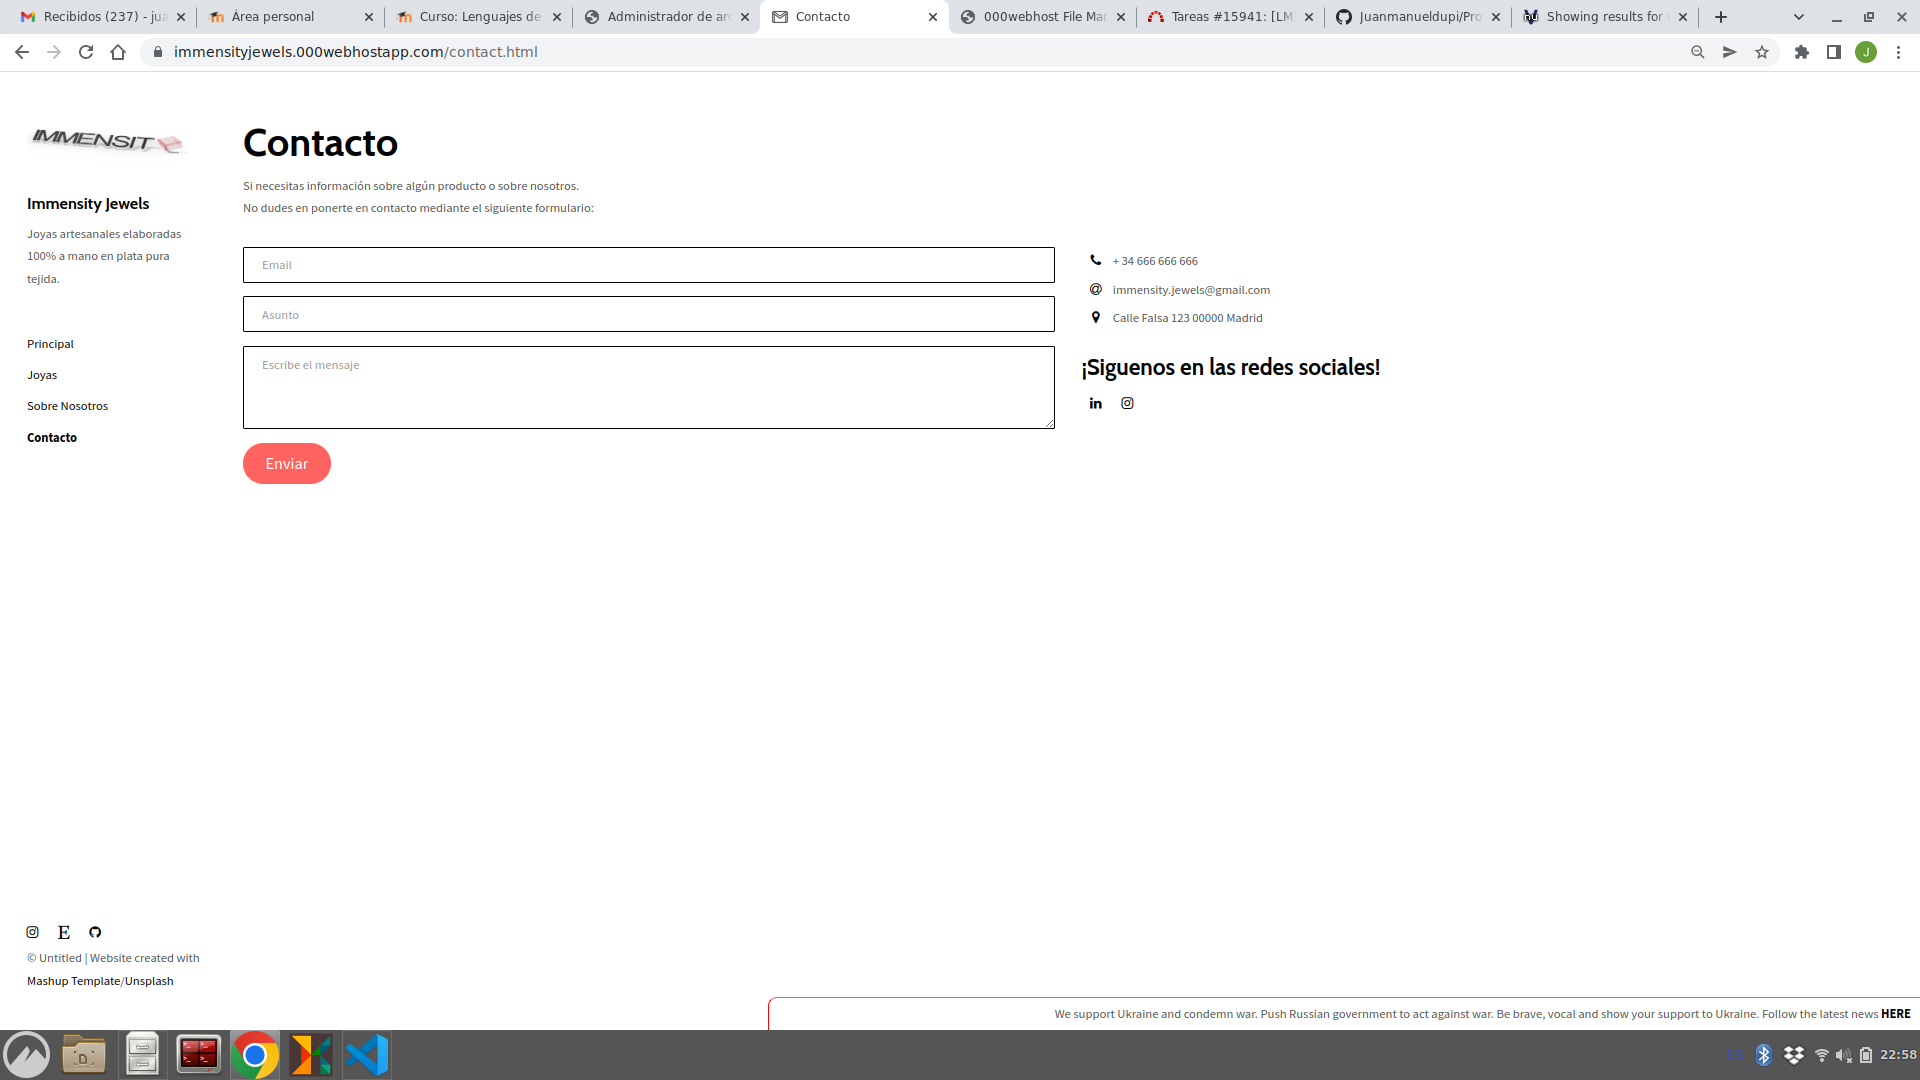 Recibidos (237) - jua
Área personal
Curso: Lenguajes de
Administrador de arc
Contacto
000webhost File Man
Tareas #15941: [LM
Juanmanueldupi/Pro
Showing results for
immensityjewels.000webhostapp.com/contact.html
J
IMMENSIT
Contacto
Si necesitas información sobre algún producto o sobre nosotros.
No dudes en ponerte en contacto mediante el siguiente formulario:
Immensity Jewels
Joyas artesanales elaboradas
100% a mano en plata pura
tejida.
Principal
Joyas
Sobre Nosotros
Contacto
Email
Asunto
Escribe el mensaje
Enviar
+ 34 666 666 666
immensity.jewels@gmail.com
Calle Falsa 123 00000 Madrid
¡Siguenos en las redes sociales!
© Untitled | Website created with
Mashup Template/Unsplash
We support Ukraine and condemn war. Push Russian government to act against war. Be brave, vocal and show your support to Ukraine. Follow the latest news HERE
ES
22:58